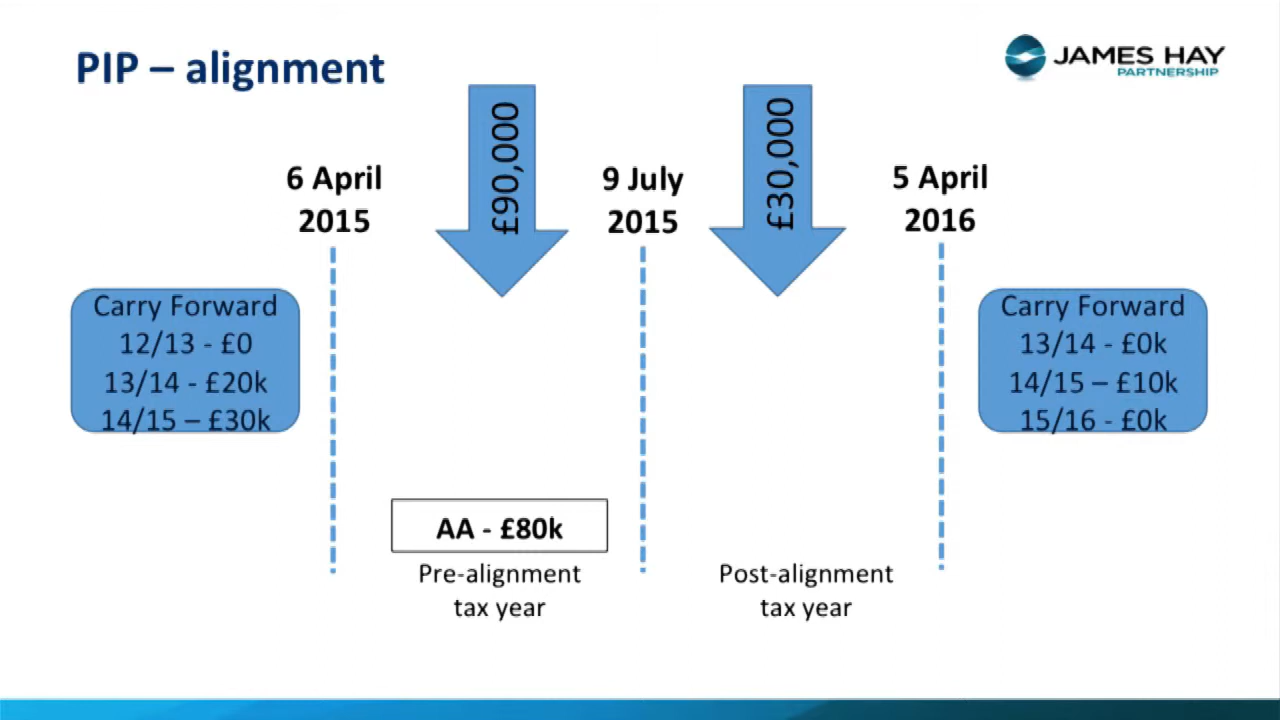 PIP – alignment
JAMES HAY
PARTNERSHIP
£90,000
£30,000
6 April
2015
9 July
2015
5 April
2016
Carry Forward
12/13 - £0
13/14 - £20k
14/15 – £30k
Carry Forward
13/14 - £0k
14/15 – £10k
15/16 - £0k
AA - £80k
Pre-alignment
tax year
Post-alignment
tax year